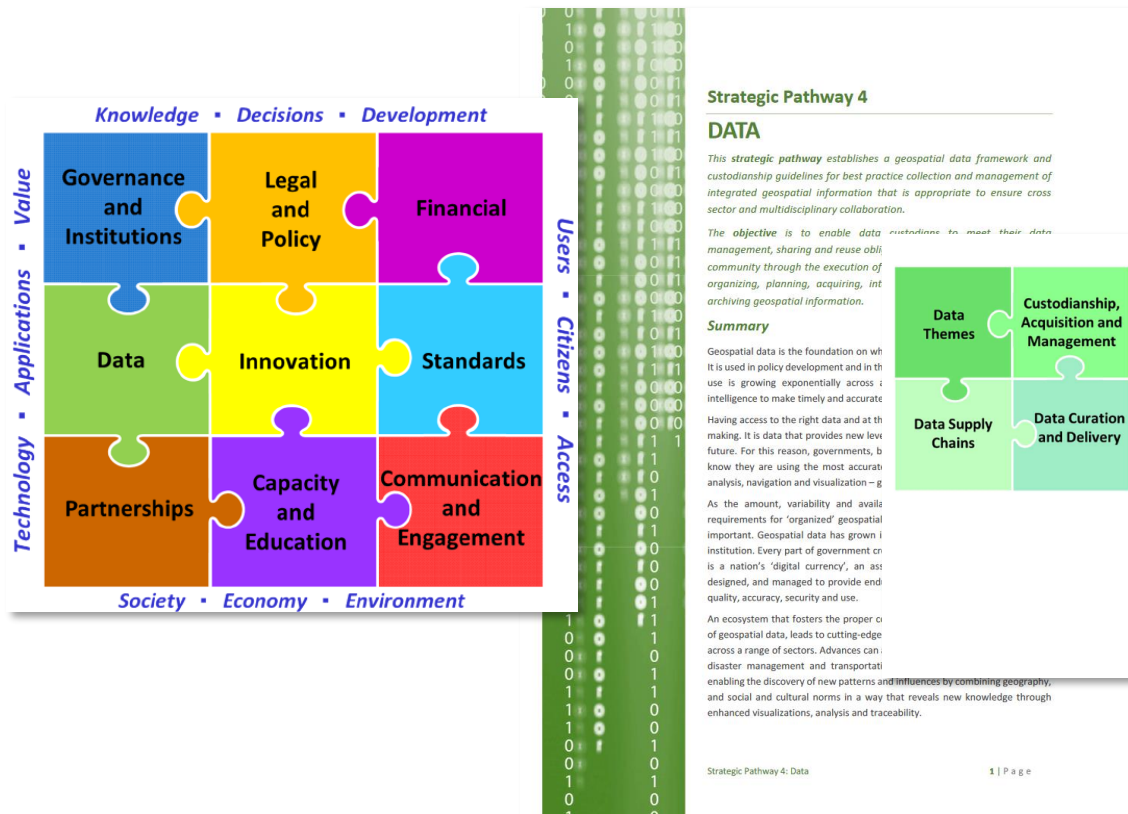 Knowledge ▪ Decisions ▪ Development
Technology ▪ Applications ▪ Value
Governance
and
Institutions
Legal
and
Policy
Financial
Data
Innovation
Standards
Partnerships
Capacity
and
Education
Communication
and
Engagement
Users ▪ Citizens ▪ Access
Society ▪ Economy ▪ Environment
Strategic Pathway 4
DATA
This strategic pathway establishes a geospatial data framework and
custodianship guidelines for best practice collection and management of
integrated geospatial information that is appropriate to ensure cross
sector and multidisciplinary collaboration.
The objective is to enable data custodians to meet their data
management, sharing and reuse
community through the execution of
organizing, planning, acquiring,
archiving geospatial information.
Summary
Geospatial data is the foundation on
It is used in policy development and in
use is growing exponentially across
intelligence to make timely and accurate
Having access to the right data and at
making. It is data that provides new
future. For this reason, governments,
know they are using the most
analysis, navigation and visualization –
As the amount, variability and
requirements for ‘organized’ geospatial
important. Geospatial data has grown
institution. Every part of government
is a nation’s ‘digital currency’, an
designed, and managed to provide
quality, accuracy, security and use.
An ecosystem that fosters the proper
of geospatial data, leads to cutting-edge
across a range of sectors. Advances can
disaster management and
enabling the discovery of new patterns and influences by combining geography,
and social and cultural norms in a way that reveals new knowledge through
enhanced visualizations, analysis and traceability.
Data
Themes
Custodianship,
Acquisition and
Management
Data Supply
Chains
Data Curation
and Delivery
Strategic Pathway 4: Data
1 | Page